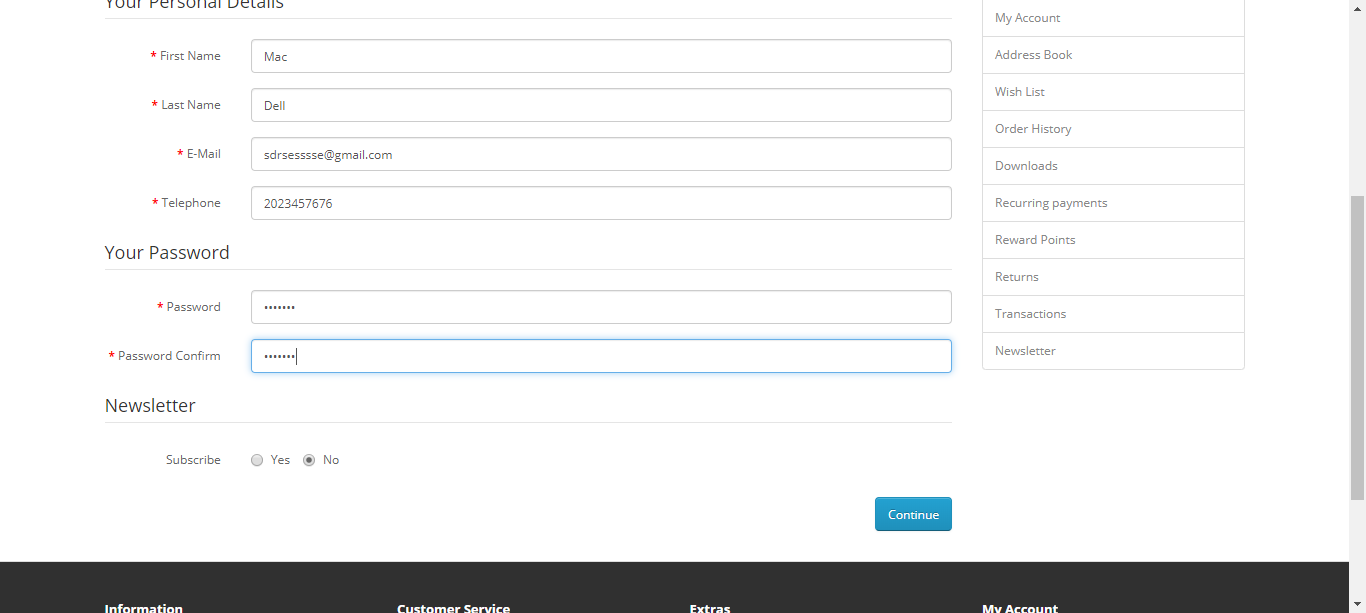 Your Personal Details
* First Name Mac
* Last Name Dell
* E-Mail sdrsesssse@gmail.com
* Telephone 2023457676
Your Password
* Password •••••••
* Password Confirm •••••••
Newsletter
Subscribe Yes No
Continue
My Account
Address Book
Wish List
Order History
Downloads
Recurring payments
Reward Points
Returns
Transactions
Newsletter
Information Customer Service Extras My Account